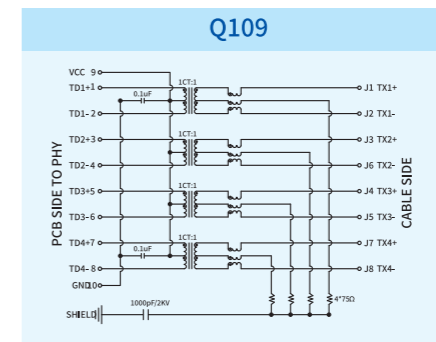 Q109
VCC 9
TD1+1
0.1uF
1CT:1
J1 TX1+
TD1- 2
J2 TX1-
TD2+3
1CT:1
J3 TX2+
TD2- 4
J6 TX2-
TD3+5
1CT:1
J4 TX3+
TD3- 6
J5 TX3-
TD4+7
1CT:1
J7 TX4+
0.1uF
TD4- 8
J8 TX4-
GND10
1000pF/2KV
4*75Ω
SHIELD
PCB SIDE TO PHY
CABLE SIDE